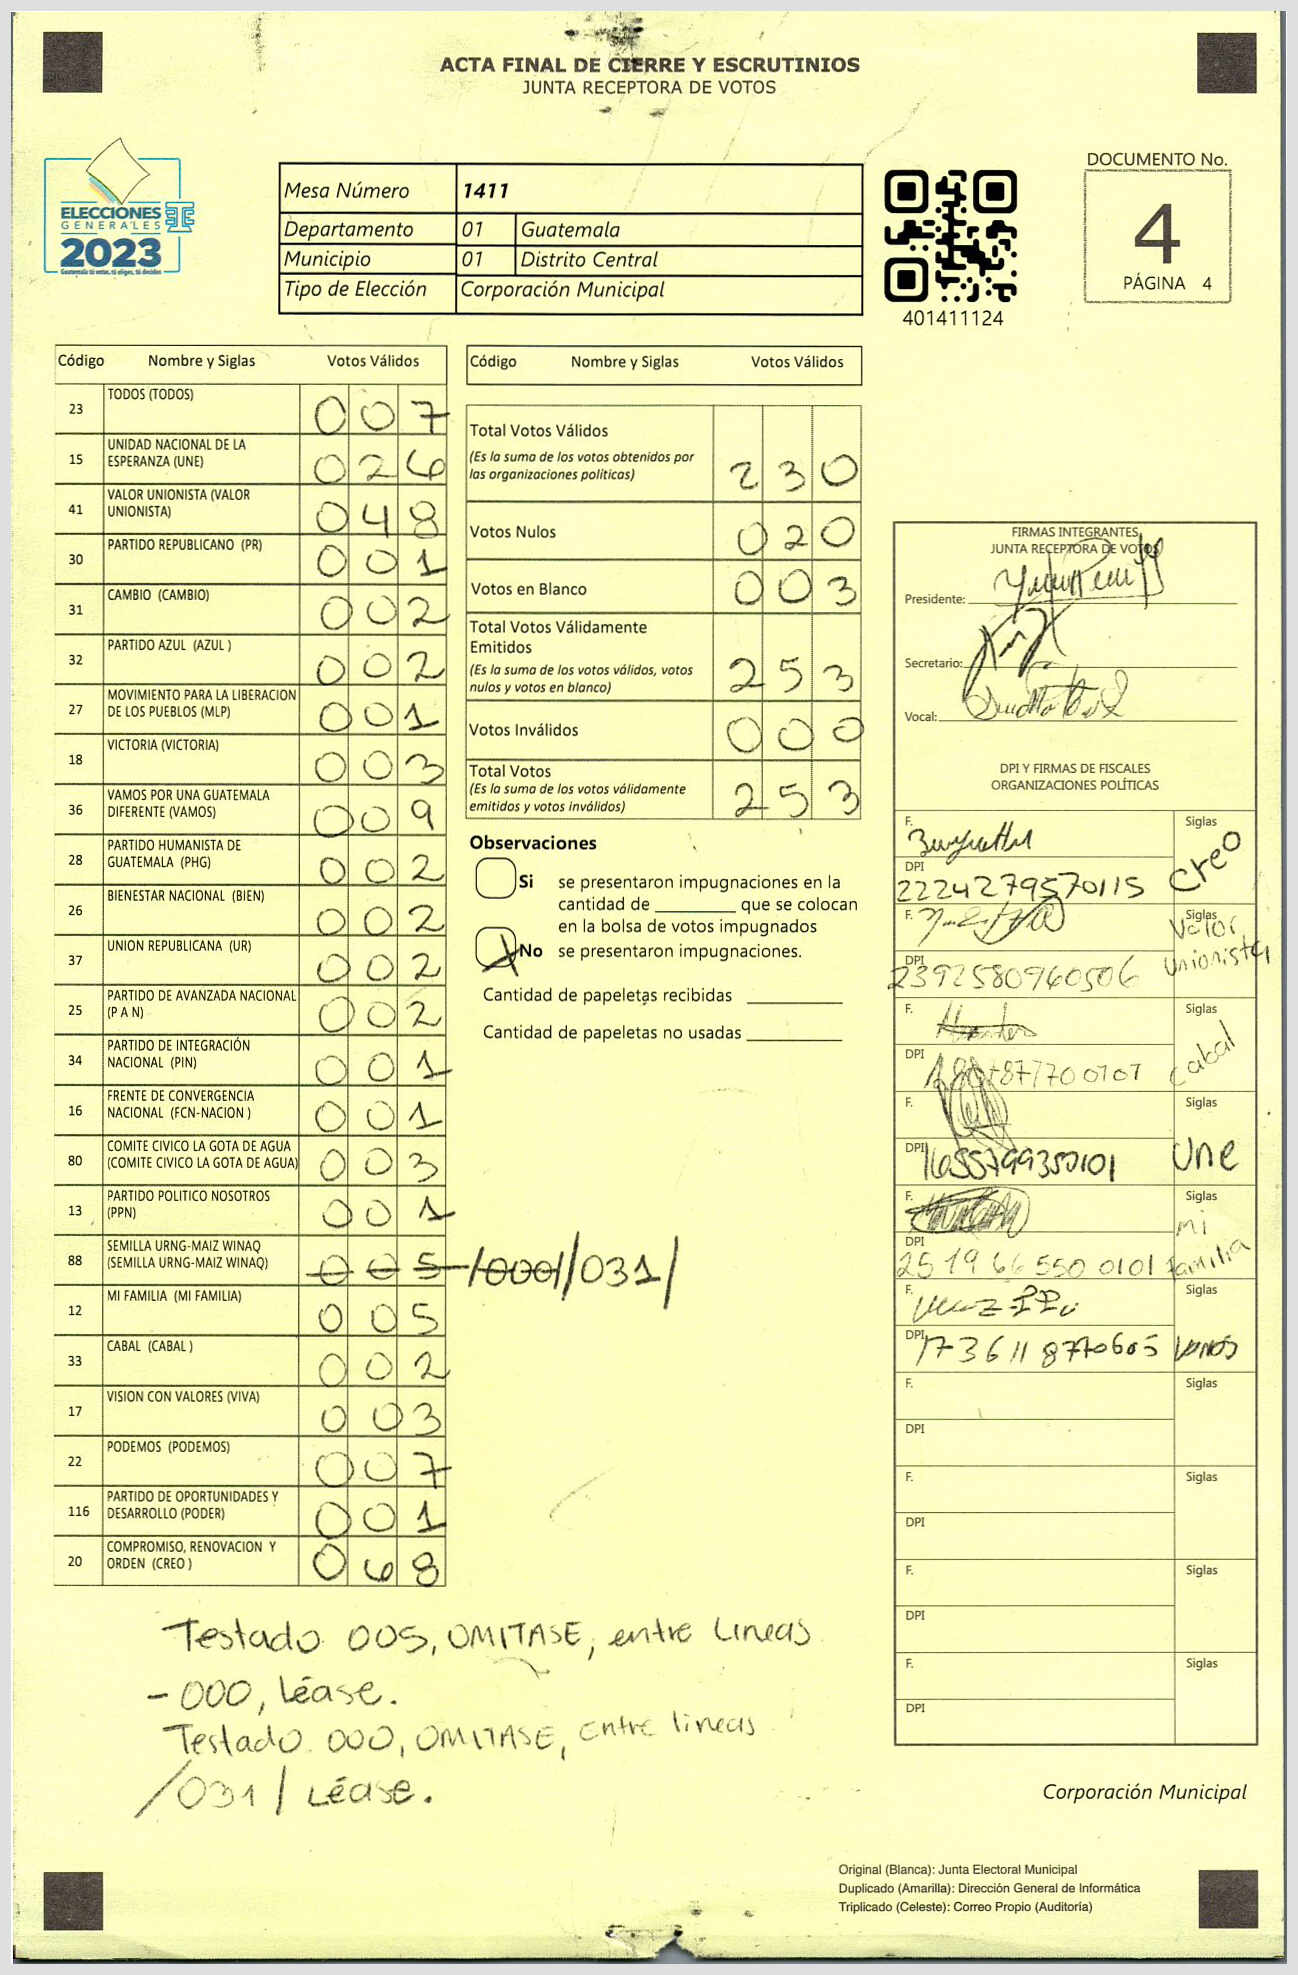 ACTA FINAL DE CIERRE Y ESCRUTINIOS
JUNTA RECEPTORA DE VOTOS
ELECCIONES
GENERALES
2023
Guatemala tú votas, tú eliges, tú decides
Mesa Número 1411
Departamento 01 Guatemala
Municipio 01 Distrito Central
Tipo de Elección Corporación Municipal
401411124
DOCUMENTO No.
4
PÁGINA 4
Código Nombre y Siglas Votos Válidos
23 TODOS (TODOS) 007
15 UNIDAD NACIONAL DE LA
ESPERANZA (UNE) 026
41 VALOR UNIONISTA (VALOR
UNIONISTA) 048
30 PARTIDO REPUBLICANO (PR) 001
31 CAMBIO (CAMBIO) 002
32 PARTIDO AZUL (AZUL ) 002
27 MOVIMIENTO PARA LA LIBERACION
DE LOS PUEBLOS (MLP) 001
18 VICTORIA (VICTORIA) 003
36 VAMOS POR UNA GUATEMALA
DIFERENTE (VAMOS) 009
28 PARTIDO HUMANISTA DE
GUATEMALA (PHG) 002
26 BIENESTAR NACIONAL (BIEN) 002
37 UNION REPUBLICANA (UR) 002
25 PARTIDO DE AVANZADA NACIONAL
(P A N) 002
34 PARTIDO DE INTEGRACIÓN
NACIONAL (PIN) 001
16 FRENTE DE CONVERGENCIA
NACIONAL (FCN-NACION ) 001
80 COMITE CIVICO LA GOTA DE AGUA
(COMITE CIVICO LA GOTA DE AGUA) 003
13 PARTIDO POLITICO NOSOTROS
(PPN) 001
88 SEMILLA URNG-MAIZ WINAQ
(SEMILLA URNG-MAIZ WINAQ) 005 /000//031/
12 MI FAMILIA (MI FAMILIA) 005
33 CABAL (CABAL ) 002
17 VISION CON VALORES (VIVA) 003
22 PODEMOS (PODEMOS) 007
116 PARTIDO DE OPORTUNIDADES Y
DESARROLLO (PODER) 001
20 COMPROMISO, RENOVACION Y
ORDEN (CREO ) 068
Código Nombre y Siglas Votos Válidos
Total Votos Válidos
(Es la suma de los votos obtenidos por
las organizaciones políticas) 230
Votos Nulos 020
Votos en Blanco 003
Total Votos Válidamente
Emitidos
(Es la suma de los votos válidos, votos
nulos y votos en blanco) 253
Votos Inválidos 000
Total Votos
(Es la suma de los votos válidamente
emitidos y votos inválidos) 253
Observaciones
Si se presentaron impugnaciones en la
cantidad de _________ que se colocan
en la bolsa de votos impugnados
No se presentaron impugnaciones.
Cantidad de papeletas recibidas ___________
Cantidad de papeletas no usadas ___________
FIRMAS INTEGRANTES
JUNTA RECEPTORA DE VOTOS
Presidente:
Secretario:
Vocal:
DPI Y FIRMAS DE FISCALES
ORGANIZACIONES POLÍTICAS
F. Siglas
DPI 2224279570115 Creo
F. Siglas
DPI 2392580960506 Valor Unionista
F. Siglas
DPI Cabal
F. Siglas
DPI 1655799350101 Une
F. Siglas
DPI 2519665500101 mi familia
F. Siglas
DPI 1736118770605 Vamos
F. Siglas
DPI
F. Siglas
DPI
F. Siglas
DPI
F. Siglas
DPI
Testado 005, OMITASE, entre Lineas
-000, Léase.
Testado 000, OMITASE, entre lineas
/031/ Léase.
Corporación Municipal
Original (Blanca): Junta Electoral Municipal
Duplicado (Amarilla): Dirección General de Informática
Triplicado (Celeste): Correo Propio (Auditoría)